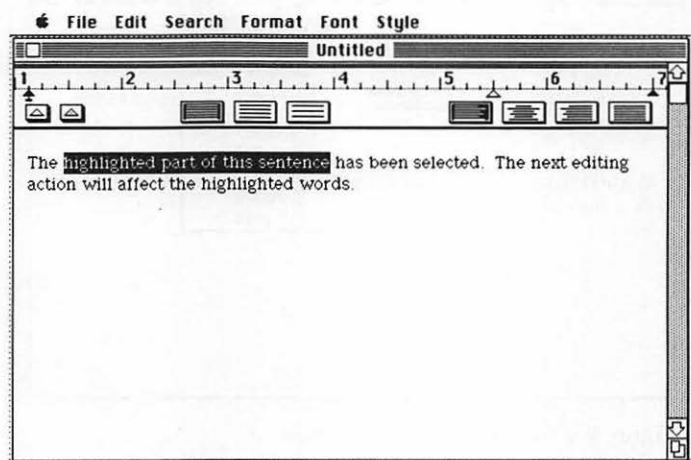 File Edit Search Format Font Style
Untitled
1 2 3 4 5 6 7
The highlighted part of this sentence has been selected. The next editing
action will affect the highlighted words.